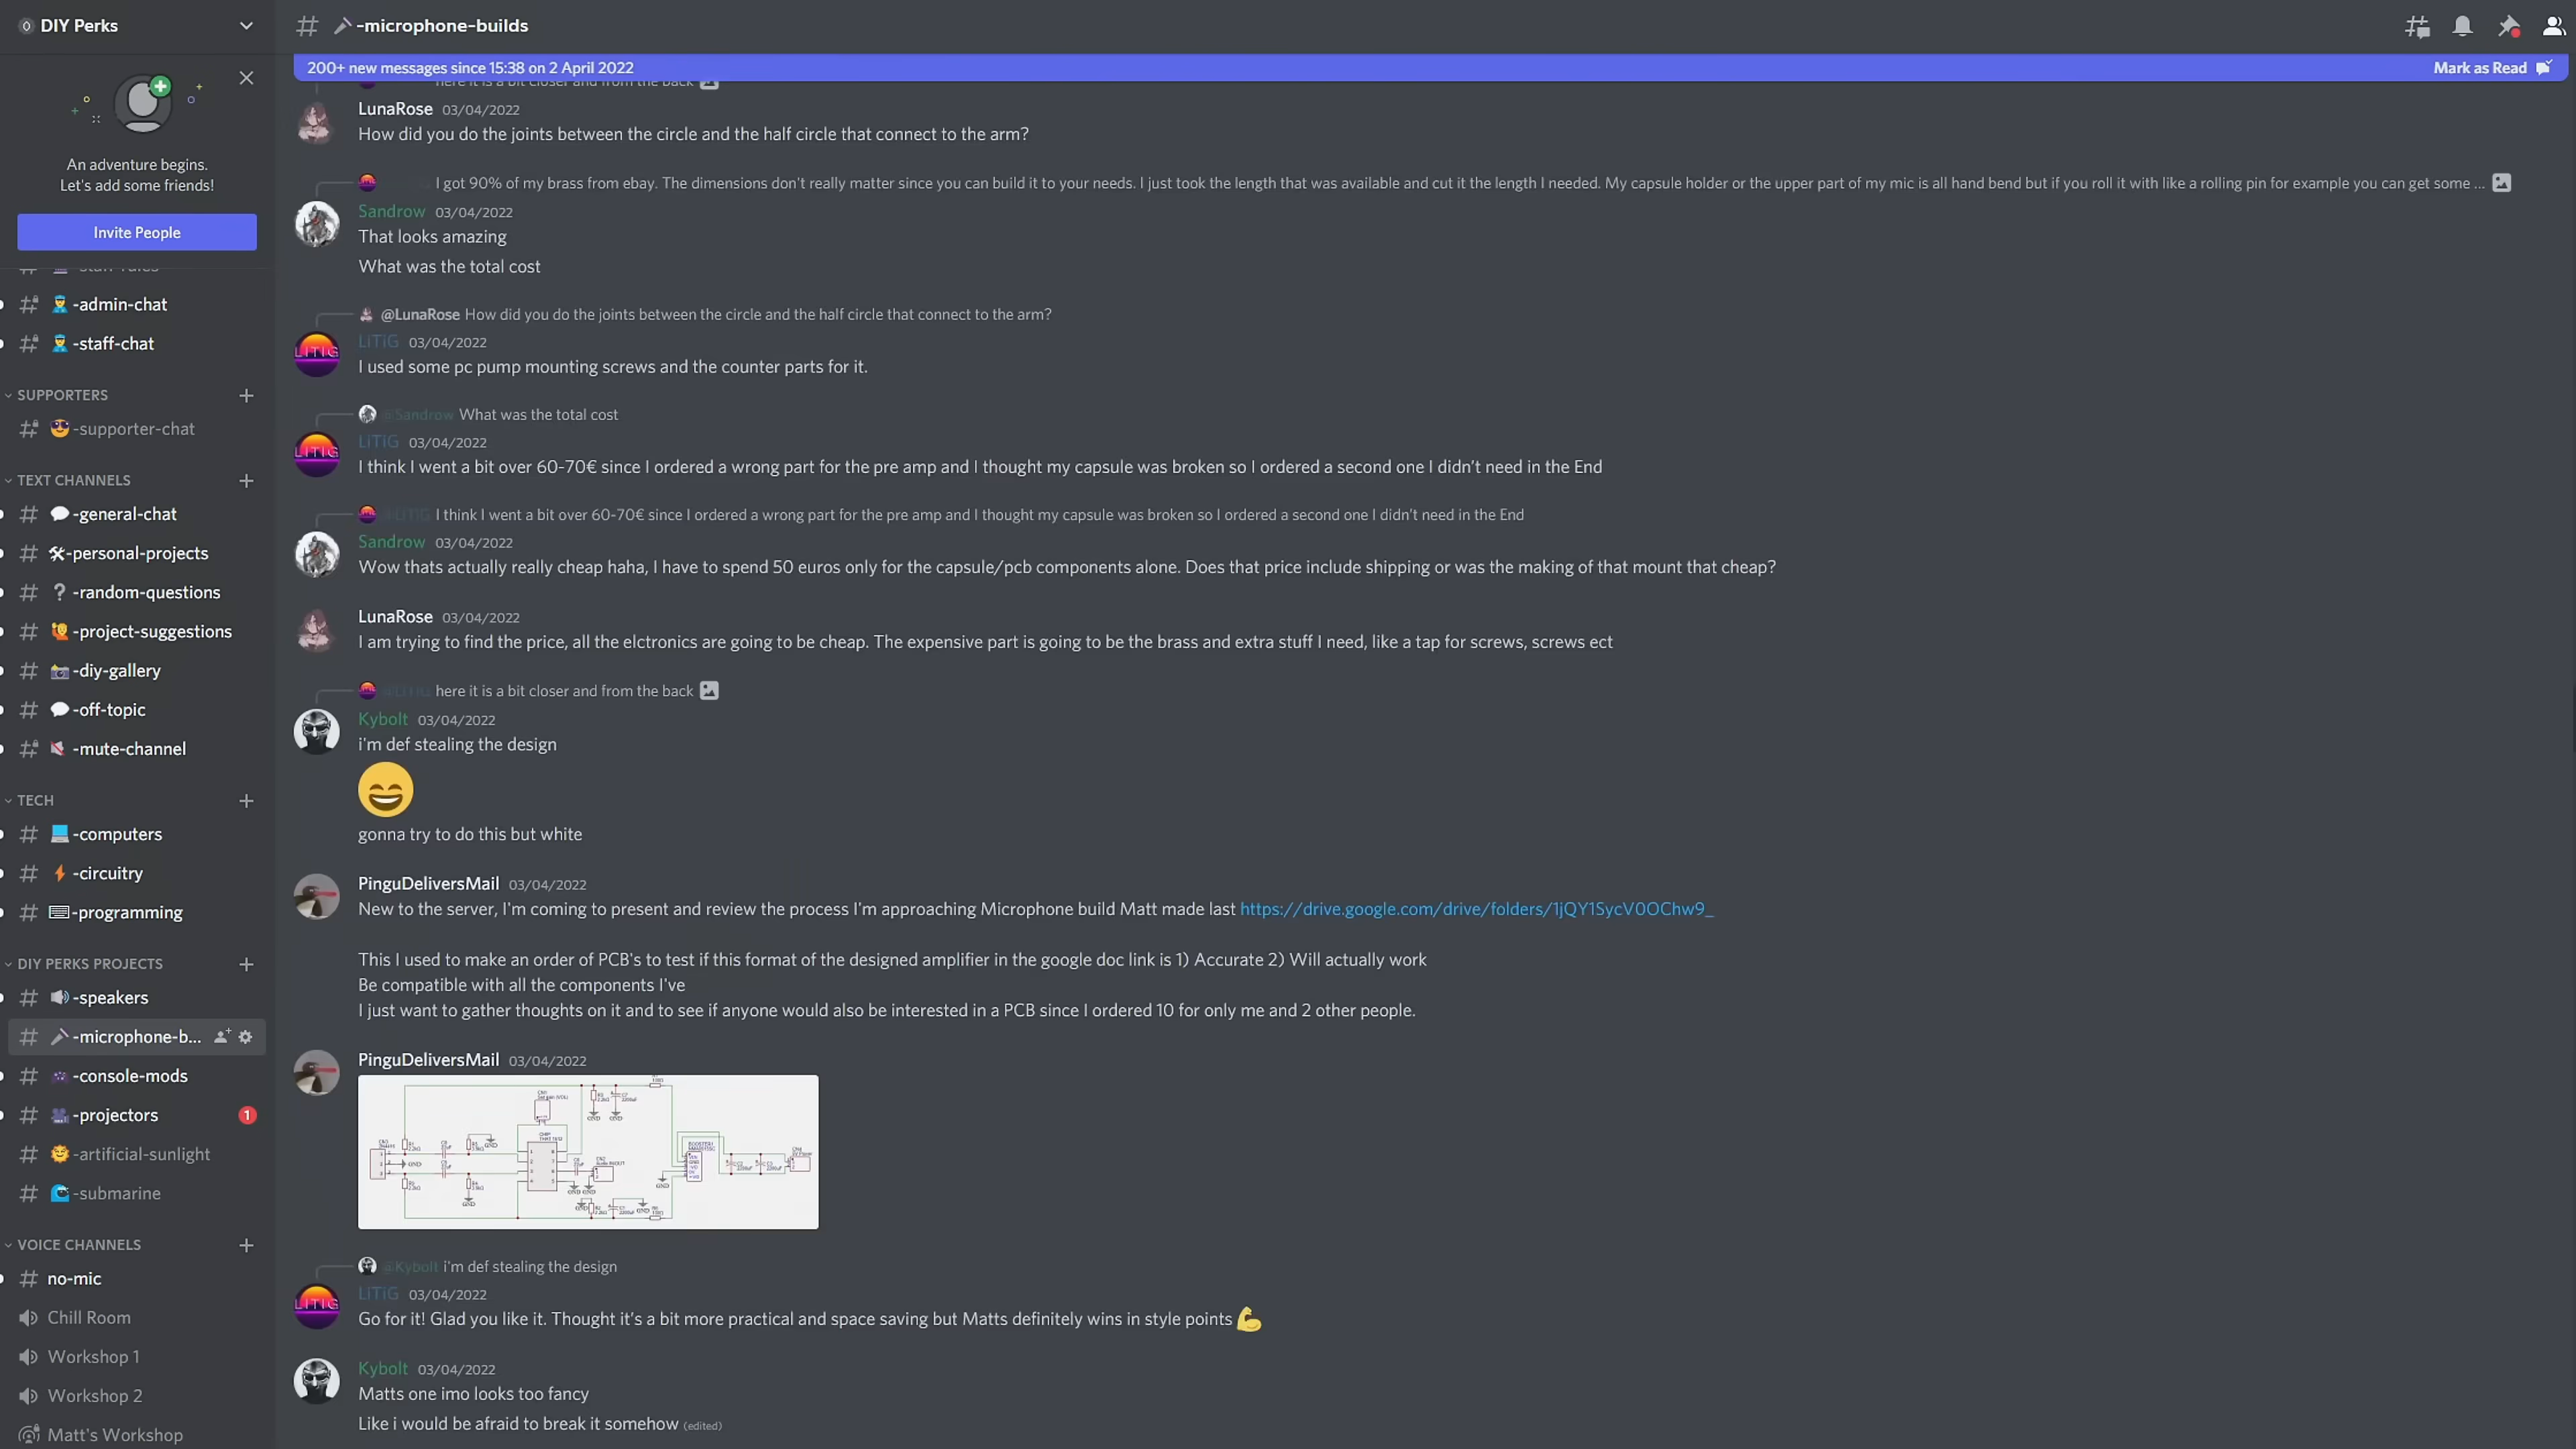 DIY Perks
-microphone-builds
200+ new messages since 15:38 on 2 April 2022
Mark as Read
An adventure begins.
Let's add some friends!
Invite People
-admin-chat
-staff-chat
SUPPORTERS
-supporter-chat
TEXT CHANNELS
-general-chat
-personal-projects
-random-questions
-project-suggestions
-diy-gallery
-off-topic
-mute-channel
TECH
-computers
-circuitry
-programming
DIY PERKS PROJECTS
-speakers
-microphone-b...
-console-mods
-projectors 1
-artificial-sunlight
-submarine
VOICE CHANNELS
no-mic
Chill Room
Workshop 1
Workshop 2
Matt's Workshop
here it is a bit closer and from the back
LunaRose 03/04/2022
How did you do the joints between the circle and the half circle that connect to the arm?
I got 90% of my brass from ebay. The dimensions don't really matter since you can build it to your needs. I just took the length that was available and cut it the length I needed. My capsule holder or the upper part of my mic is all hand bend but if you roll it with like a rolling pin for example you can get some ...
Sandrow 03/04/2022
That looks amazing
What was the total cost
@LunaRose How did you do the joints between the circle and the half circle that connect to the arm?
LiTiG 03/04/2022
I used some pc pump mounting screws and the counter parts for it.
@Sandrow What was the total cost
LiTiG 03/04/2022
I think I went a bit over 60-70€ since I ordered a wrong part for the pre amp and I thought my capsule was broken so I ordered a second one I didn't need in the End
@LiTiG I think I went a bit over 60-70€ since I ordered a wrong part for the pre amp and I thought my capsule was broken so I ordered a second one I didn't need in the End
Sandrow 03/04/2022
Wow thats actually really cheap haha, I have to spend 50 euros only for the capsule/pcb components alone. Does that price include shipping or was the making of that mount that cheap?
LunaRose 03/04/2022
I am trying to find the price, all the elctronics are going to be cheap. The expensive part is going to be the brass and extra stuff I need, like a tap for screws, screws ect
@LiTiG here it is a bit closer and from the back
Kybolt 03/04/2022
i'm def stealing the design
gonna try to do this but white
PinguDeliversMail 03/04/2022
New to the server, I'm coming to present and review the process I'm approaching Microphone build Matt made last https://drive.google.com/drive/folders/1jQY1SycV0OChw9_
This I used to make an order of PCB's to test if this format of the designed amplifier in the google doc link is 1) Accurate 2) Will actually work
Be compatible with all the components I've
I just want to gather thoughts on it and to see if anyone would also be interested in a PCB since I ordered 10 for only me and 2 other people.
PinguDeliversMail 03/04/2022
GND
GND
GND
GND
GND
GND
GND
GND
@Kybolt i'm def stealing the design
LiTiG 03/04/2022
Go for it! Glad you like it. Thought it's a bit more practical and space saving but Matts definitely wins in style points
Kybolt 03/04/2022
Matts one imo looks too fancy
Like i would be afraid to break it somehow (edited)